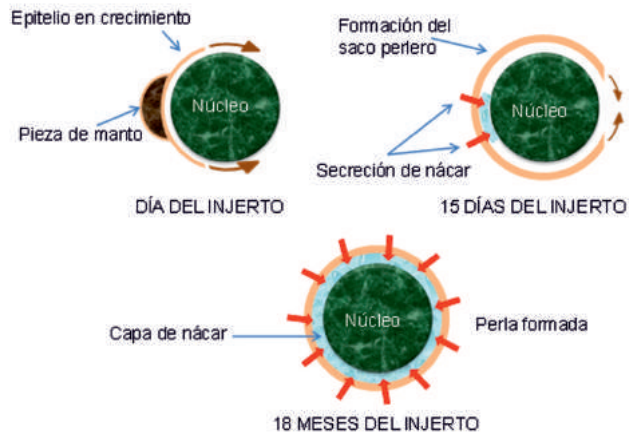 Epitelio en crecimiento
Núcleo
Pieza de manto
DÍA DEL INJERTO
Formación del
saco perlero
Núcleo
Secreción de nácar
15 DÍAS DEL INJERTO
Núcleo
Capa de nácar
Perla formada
18 MESES DEL INJERTO